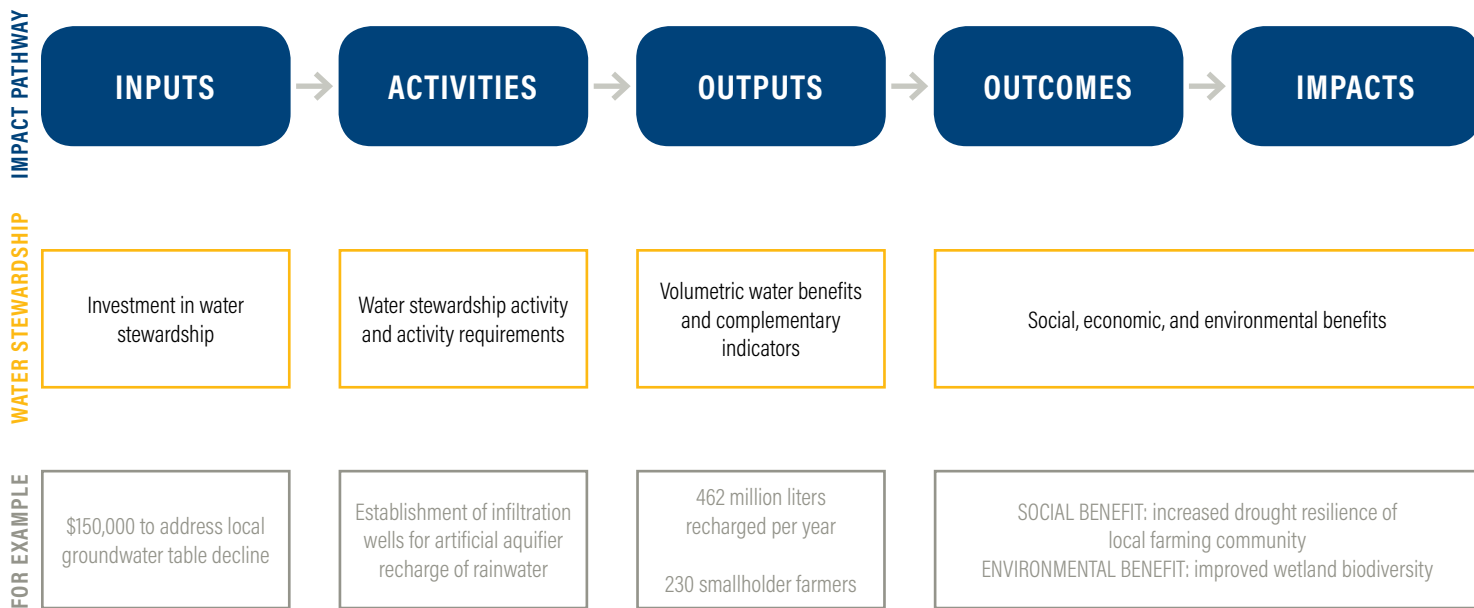 IMPACT PATHWAY
INPUTS
ACTIVITIES
OUTPUTS
OUTCOMES
IMPACTS
WATER STEWARDSHIP
Investment in water
stewardship
Water stewardship activity
and activity requirements
Volumetric water benefits
and complementary
indicators
Social, economic, and environmental benefits
FOR EXAMPLE
$150,000 to address local
groundwater table decline
Establishment of infiltration
wells for artificial aquifier
recharge of rainwater
462 million liters
recharged per year
230 smallholder farmers
SOCIAL BENEFIT: increased drought resilience of
local farming community
ENVIRONMENTAL BENEFIT: improved wetland biodiversity